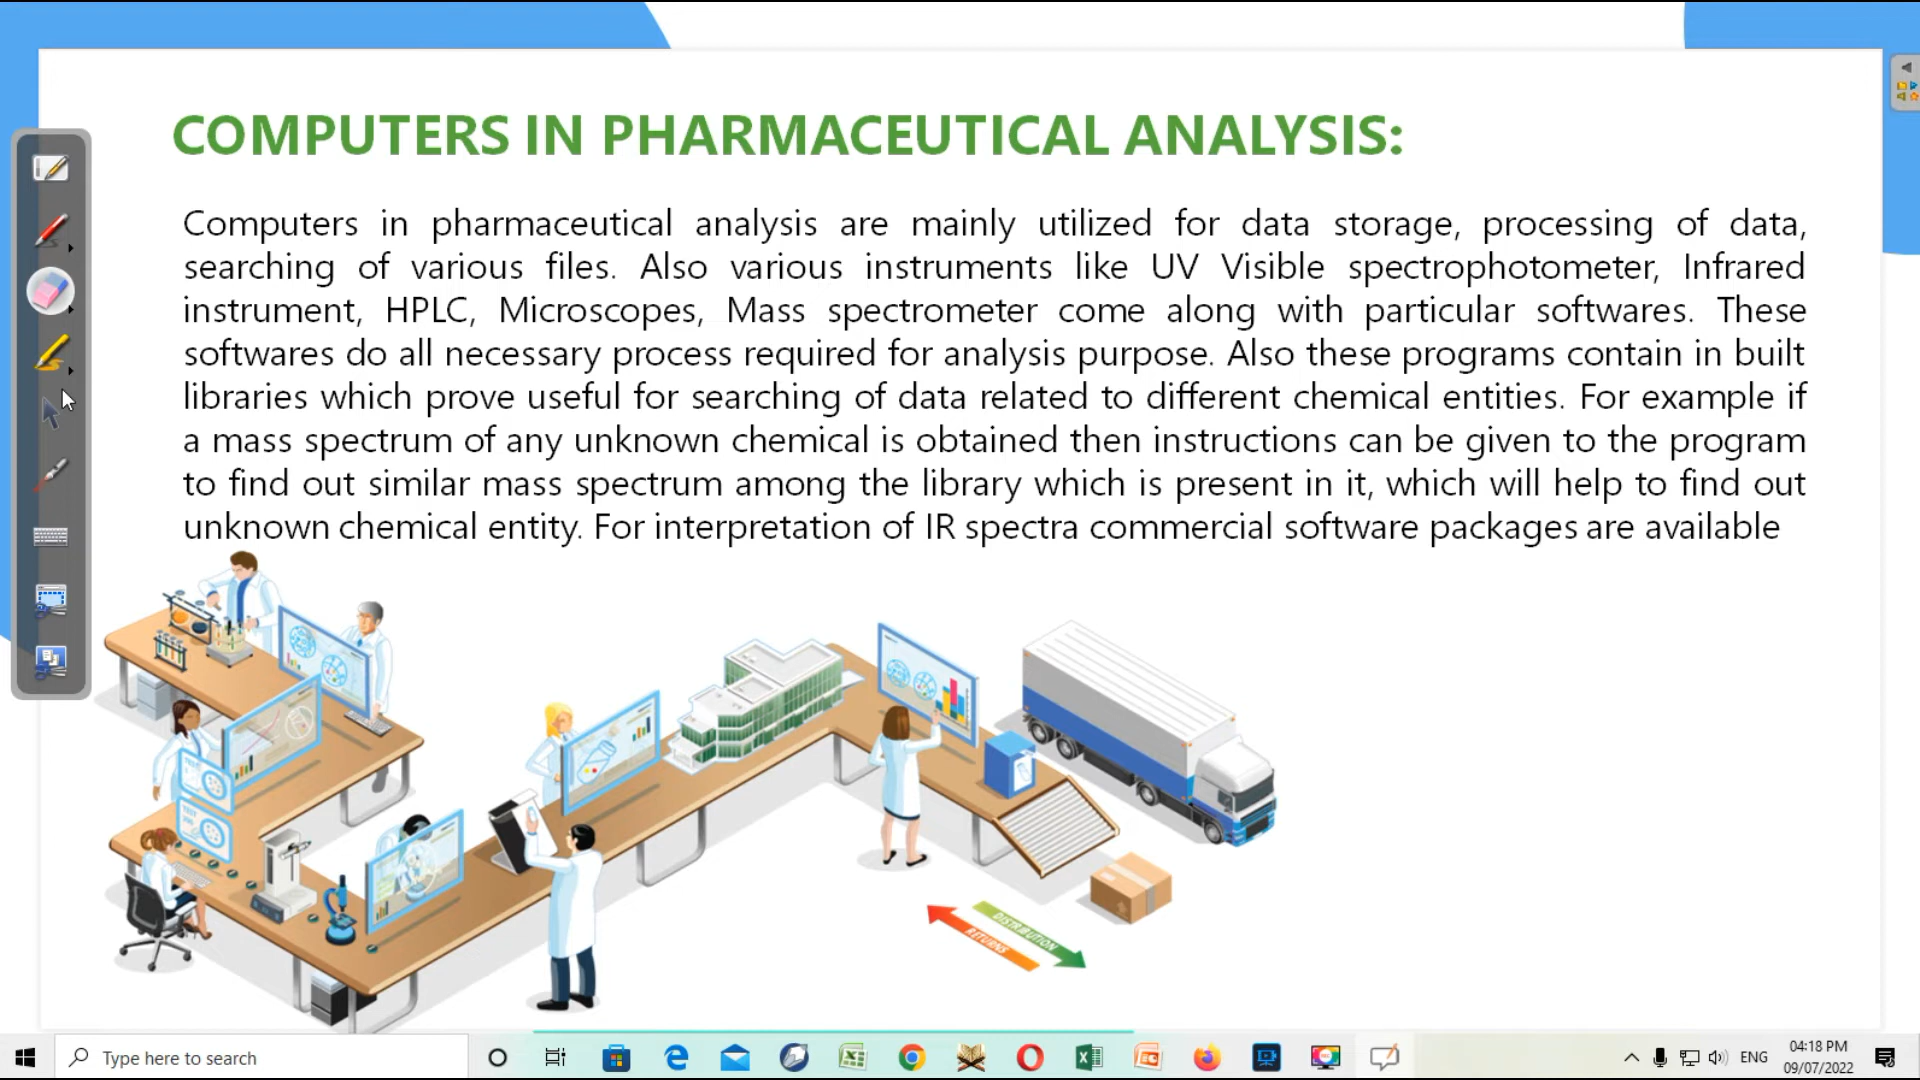 COMPUTERS IN PHARMACEUTICAL ANALYSIS:
Computers in pharmaceutical analysis are mainly utilized for data storage, processing of data,
searching of various files. Also various instruments like UV Visible spectrophotometer, Infrared
instrument, HPLC, Microscopes, Mass spectrometer come along with particular softwares. These
softwares do all necessary process required for analysis purpose. Also these programs contain in built
libraries which prove useful for searching of data related to different chemical entities. For example if
a mass spectrum of any unknown chemical is obtained then instructions can be given to the program
to find out similar mass spectrum among the library which is present in it, which will help to find out
unknown chemical entity. For interpretation of IR spectra commercial software packages are available
DISTRIBUTION
RETURNS
Type here to search
ENG
04:18 PM
09/07/2022